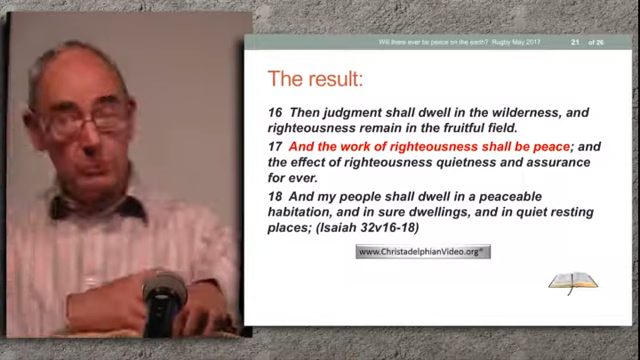 Will there ever be peace on the earth? Rugby May 2017
21
of 26
The result:
16 Then judgment shall dwell in the wilderness, and
righteousness remain in the fruitful field.
17 And the work of righteousness shall be peace; and
the effect of righteousness quietness and assurance
for ever.
18 And my people shall dwell in a peaceable
habitation, and in sure dwellings, and in quiet resting
places; (Isaiah 32v16-18)
www.ChristadelphianVideo.org